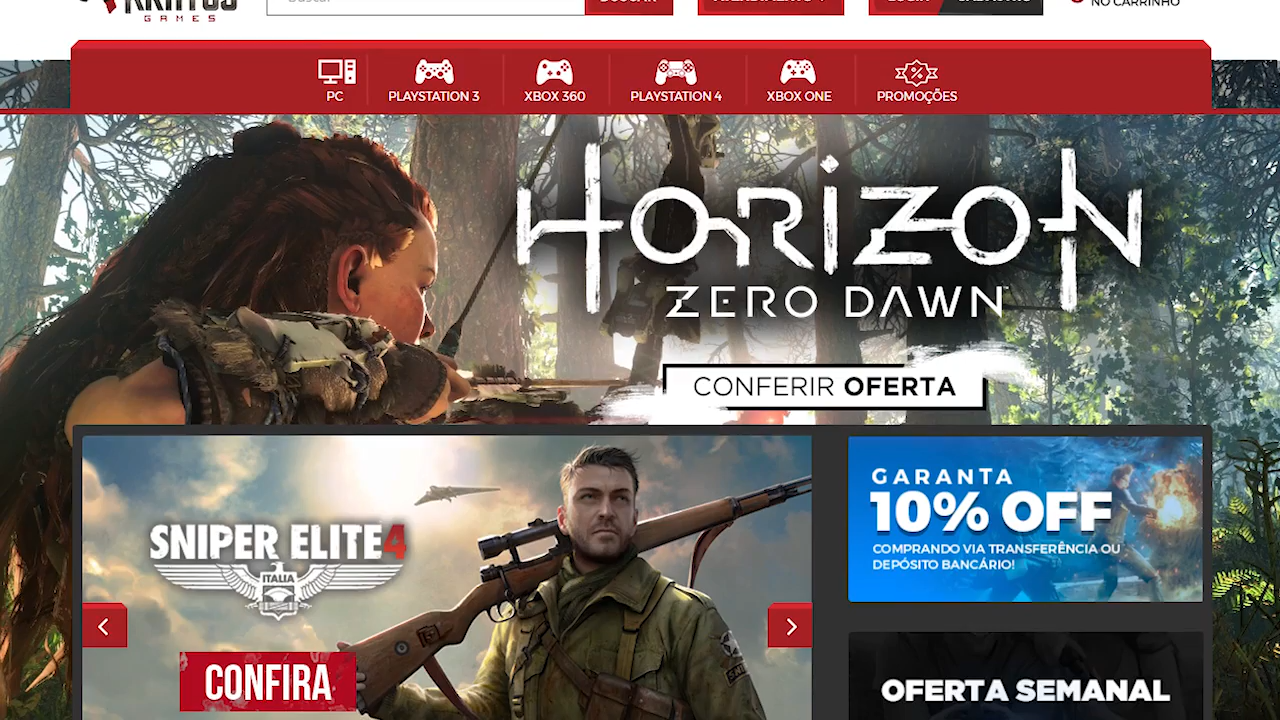 GAMES
NO CARRINHO
PC
PLAYSTATION 3
XBOX 360
PLAYSTATION 4
XBOX ONE
PROMOÇÕES
HORIZON
ZERO DAWN
CONFERIR OFERTA
SNIPER ELITE 4
ITALIA
CONFIRA
GARANTA
10% OFF
COMPRANDO VIA TRANSFERÊNCIA OU
DEPÓSITO BANCÁRIO!
OFERTA SEMANAL